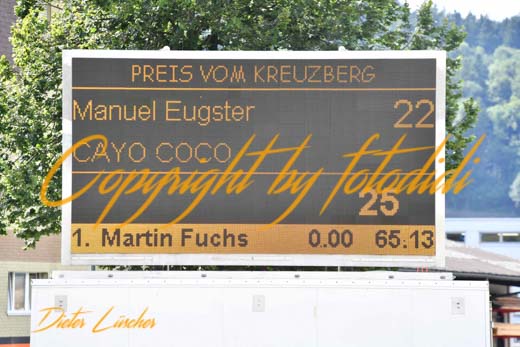 PREIS VOM KREUZBERG
Manuel Eugster 22
CAYO COCO
Copyright by fotodidi
25
1. Martin Fuchs 0.00 65.13
Dieter Lüscher